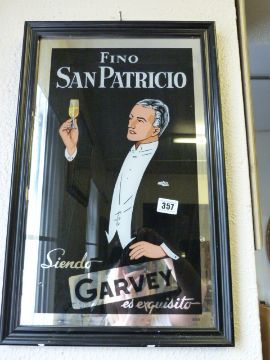 FINO
SAN PATRICIO
357
Siendo
GARVEY
es exquisito